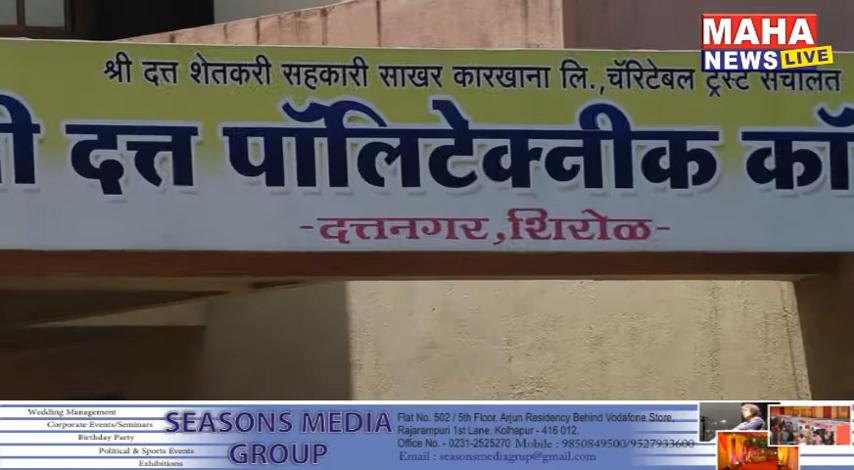 MAHA
NEWS LIVE
श्री दत्त शेतकरी सहकारी साखर कारखाना लि.,चॅरिटेबल ट्रस्ट संचलित
दत्त पॉलिटेक्नीक
-दत्तनगर,शिरोळ-
Wedding Management
Corporate Events/Seminars
Birthday Party
Political & Sports Events
Exhibitions
SEASONS MEDIA
GROUP
Flat No. 502 / 5th Floor, Arjun Residency Behind Vodafone Store,
Rajarampuri 1st Lane, Kolhapur - 416 012.
Office No. - 0231-2525270 Mobile : 9850849500/9527933600
Email : seasonsmediagrup@gmail.com